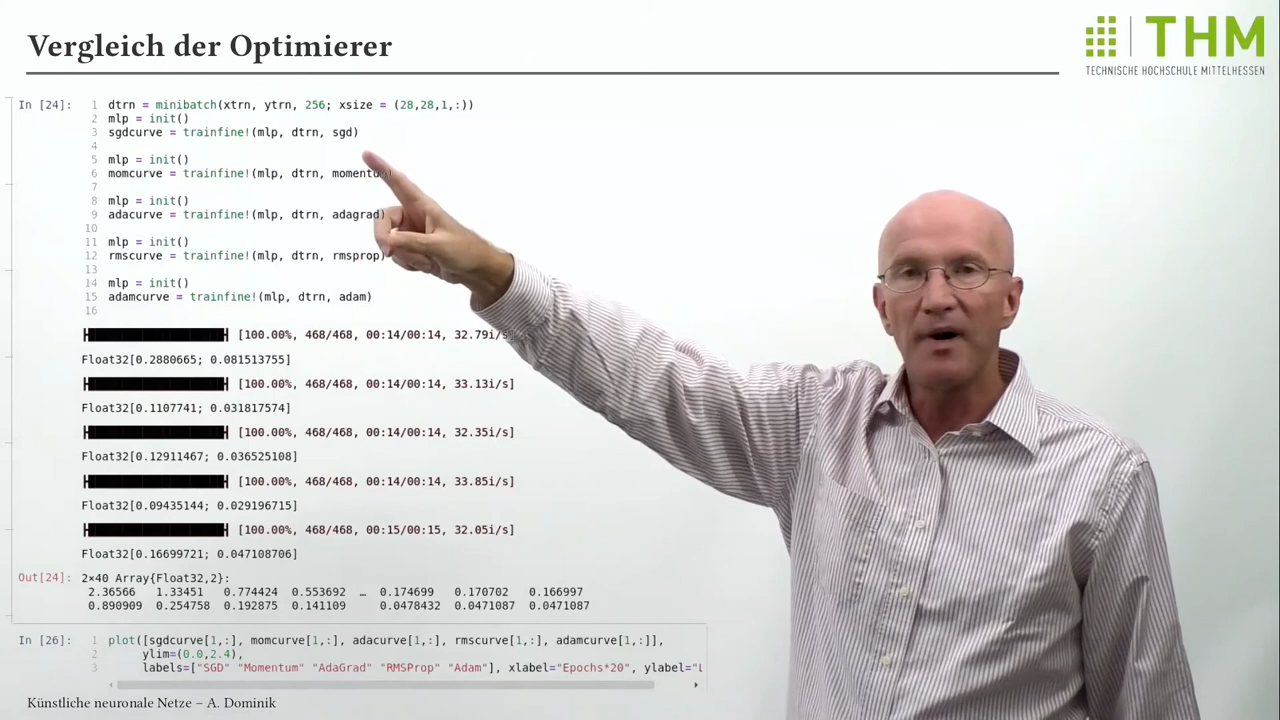 Vergleich der Optimierer
THM
TECHNISCHE HOCHSCHULE MITTELHESSEN
In [24]:
1 dtrn = minibatch(xtrn, ytrn, 256; xsize = (28,28,1,:))
2 mlp = init()
3 sgdcurve = trainfine!(mlp, dtrn, sgd)
4
5 mlp = init()
6 momcurve = trainfine!(mlp, dtrn, momentum)
7
8 mlp = init()
9 adacurve = trainfine!(mlp, dtrn, adagrad)
10
11 mlp = init()
12 rmscurve = trainfine!(mlp, dtrn, rmsprop)
13
14 mlp = init()
15 adamcurve = trainfine!(mlp, dtrn, adam)
16
[100.00%, 468/468, 00:14/00:14, 32.79i/s]
Float32[0.2880665; 0.081513755]
[100.00%, 468/468, 00:14/00:14, 33.13i/s]
Float32[0.1107741; 0.031817574]
[100.00%, 468/468, 00:14/00:14, 32.35i/s]
Float32[0.12911467; 0.036525108]
[100.00%, 468/468, 00:14/00:14, 33.85i/s]
Float32[0.09435144; 0.029196715]
[100.00%, 468/468, 00:15/00:15, 32.05i/s]
Float32[0.16699721; 0.047108706]
Out[24]: 2×40 Array{Float32,2}:
2.36566 1.33451 0.774424 0.553692 … 0.174699 0.170702 0.166997
0.890909 0.254758 0.192875 0.141109 0.0478432 0.0471087 0.0471087
In [26]:
1 plot([sgdcurve[1,:], momcurve[1,:], adacurve[1,:], rmscurve[1,:], adamcurve[1,:]],
2 ylim=(0.0,2.4),
3 labels=["SGD" "Momentum" "AdaGrad" "RMSProp" "Adam"], xlabel="Epochs*20", ylabel="L
Künstliche neuronale Netze – A. Dominik